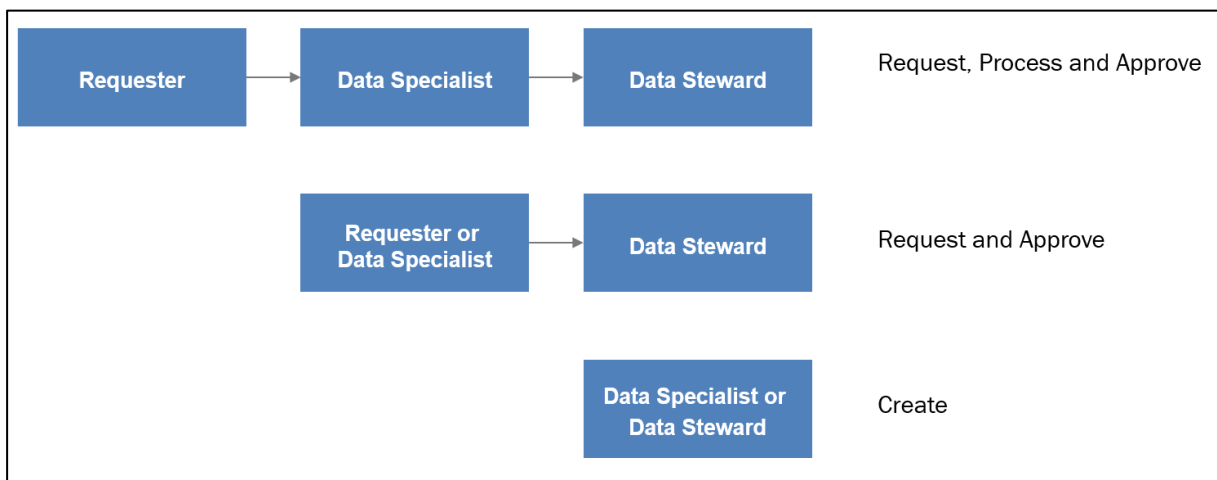 Requester
Data Specialist
Data Steward
Request, Process and Approve
Requester or
Data Specialist
Data Steward
Request and Approve
Data Specialist or
Data Steward
Create